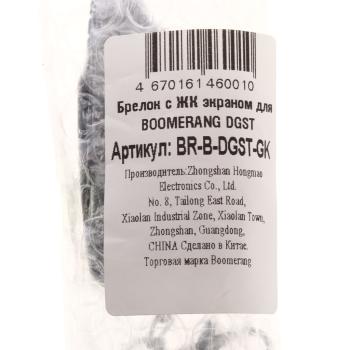 4 670161 460010
Брелок с ЖК экраном для
BOOMERANG DGST
Артикул: BR-B-DGST-GK
Производитель:Zhongshan Hongmao
Electronics Co., Ltd.
No. 8, Tailong East Road,
Xiaolan Industrial Zone, Xiaolan Town,
Zhongshan, Guangdong,
CHINA Сделано в Китае.
Торговая марка Boomerang